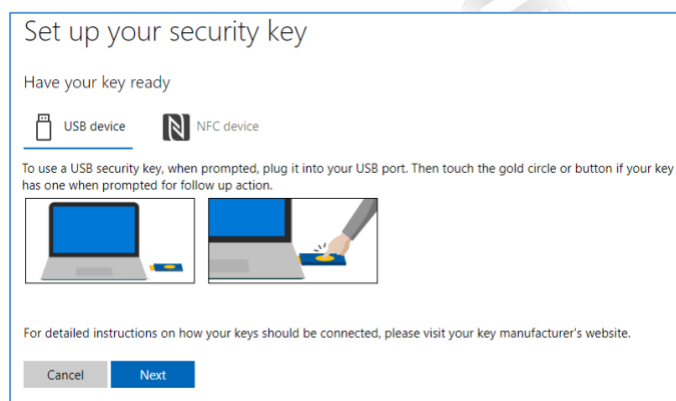 Set up your security key
Have your key ready
USB device
NFC device
To use a USB security key, when prompted, plug it into your USB port. Then touch the gold circle or button if your key
has one when prompted for follow up action.
For detailed instructions on how your keys should be connected, please visit your key manufacturer's website.
Cancel
Next